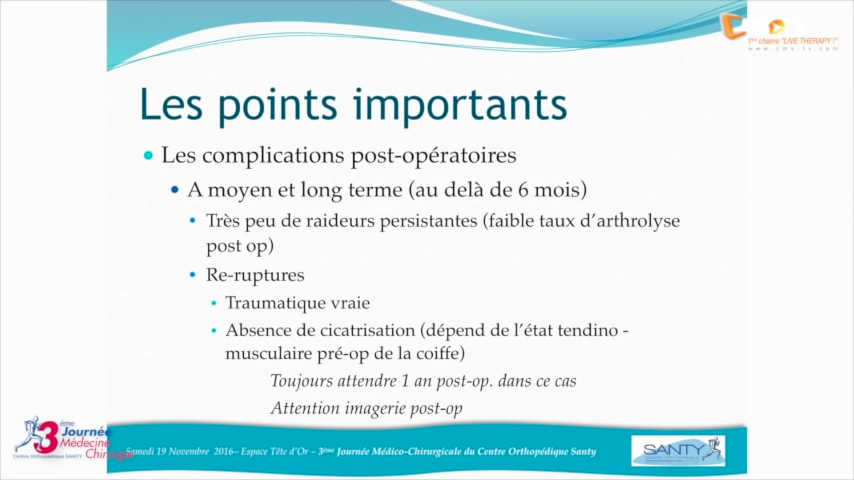 1ère chaîne "LIVE THERAPY !"
Les points importants
Les complications post-opératoires
A moyen et long terme (au delà de 6 mois)
Très peu de raideurs persistantes (faible taux d'arthrolyse
post op)
Re-ruptures
Traumatique vraie
Absence de cicatrisation (dépend de l'état tendino -
musculaire pré-op de la coiffe)
Toujours attendre 1 an post-op. dans ce cas
Attention imagerie post-op
3ème Journée
Médecine
Chirurgie
Centre Orthopédique SANTY
Samedi 19 Novembre 2016– Espace Tête d'Or – 3ème Journée Médico-Chirurgicale du Centre Orthopédique Santy
SANTY